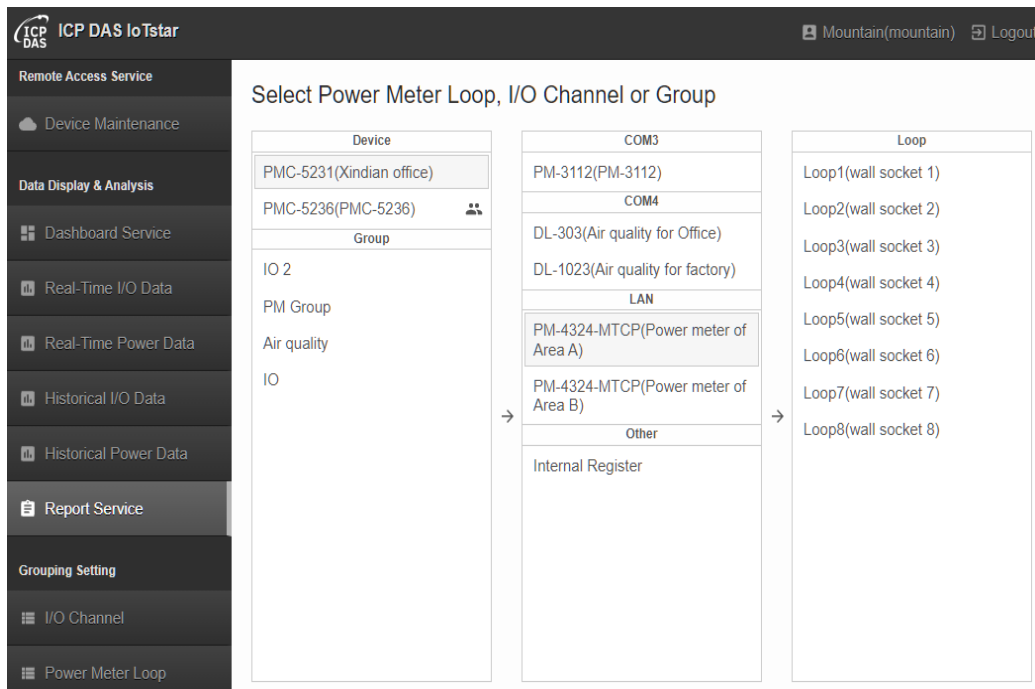 ICP
DAS
ICP DAS IoTstar
Mountain(mountain)
Logout
Remote Access Service
Device Maintenance
Data Display & Analysis
Dashboard Service
Real-Time I/O Data
Real-Time Power Data
Historical I/O Data
Historical Power Data
Report Service
Grouping Setting
I/O Channel
Power Meter Loop
Select Power Meter Loop, I/O Channel or Group
Device
PMC-5231(Xindian office)
PMC-5236(PMC-5236)
Group
IO 2
PM Group
Air quality
IO
COM3
PM-3112(PM-3112)
COM4
DL-303(Air quality for Office)
DL-1023(Air quality for factory)
LAN
PM-4324-MTCP(Power meter of
Area A)
PM-4324-MTCP(Power meter of
Area B)
Other
Internal Register
Loop
Loop1(wall socket 1)
Loop2(wall socket 2)
Loop3(wall socket 3)
Loop4(wall socket 4)
Loop5(wall socket 5)
Loop6(wall socket 6)
Loop7(wall socket 7)
Loop8(wall socket 8)